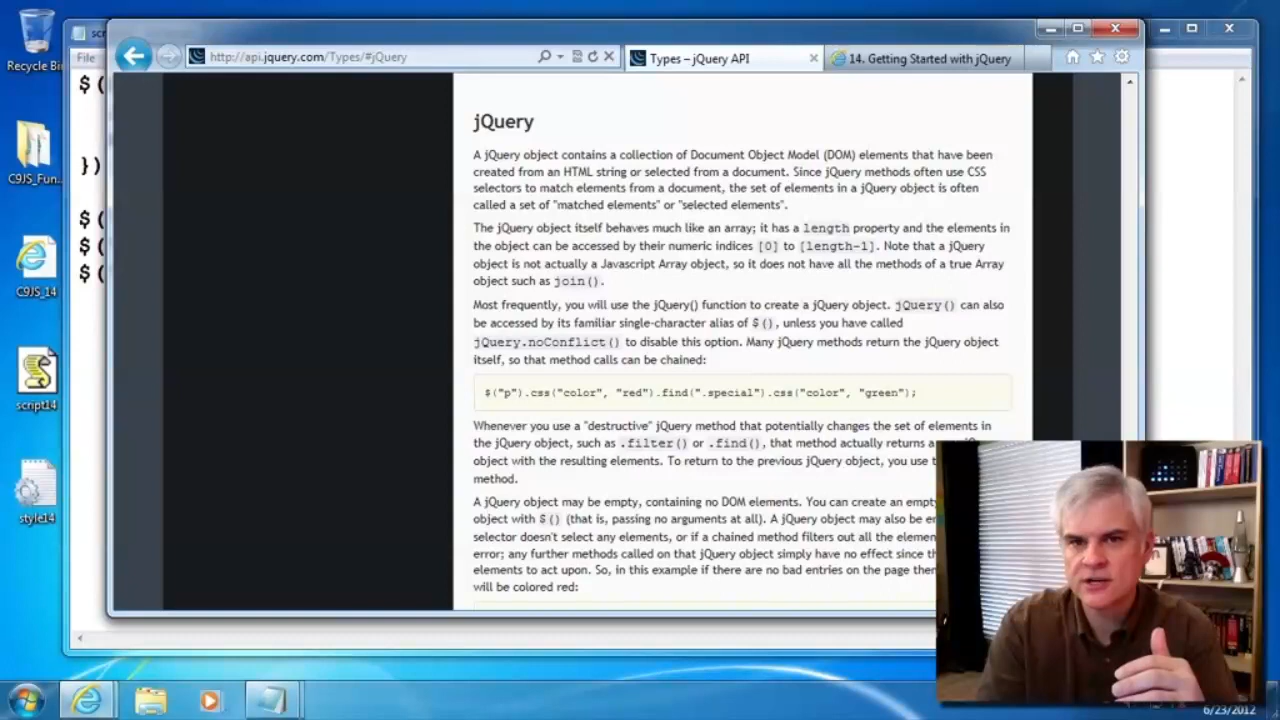 Recycle Bin
C9JS_Fun...
C9JS_14
script14
style14
scr
File
$(
})
$(
$(
$(
http://api.jquery.com/Types/#jQuery
Types – jQuery API
14. Getting Started with jQuery
jQuery
A jQuery object contains a collection of Document Object Model (DOM) elements that have been
created from an HTML string or selected from a document. Since jQuery methods often use CSS
selectors to match elements from a document, the set of elements in a jQuery object is often
called a set of "matched elements" or "selected elements".
The jQuery object itself behaves much like an array; it has a length property and the elements in
the object can be accessed by their numeric indices [0] to [length-1]. Note that a jQuery
object is not actually a Javascript Array object, so it does not have all the methods of a true Array
object such as join().
Most frequently, you will use the jQuery() function to create a jQuery object. jQuery() can also
be accessed by its familiar single-character alias of $(), unless you have called
jQuery.noConflict() to disable this option. Many jQuery methods return the jQuery object
itself, so that method calls can be chained:
$("p").css("color", "red").find(".special").css("color", "green");
Whenever you use a "destructive" jQuery method that potentially changes the set of elements in
the jQuery object, such as .filter() or .find(), that method actually returns a
object with the resulting elements. To return to the previous jQuery object, you use t
method.
A jQuery object may be empty, containing no DOM elements. You can create an empt
object with $() (that is, passing no arguments at all). A jQuery object may also be e
selector doesn't select any elements, or if a chained method filters out all the elemen
error; any further methods called on that jQuery object simply have no effect since th
elements to act upon. So, in this example if there are no bad entries on the page then
will be colored red:
6/23/2012